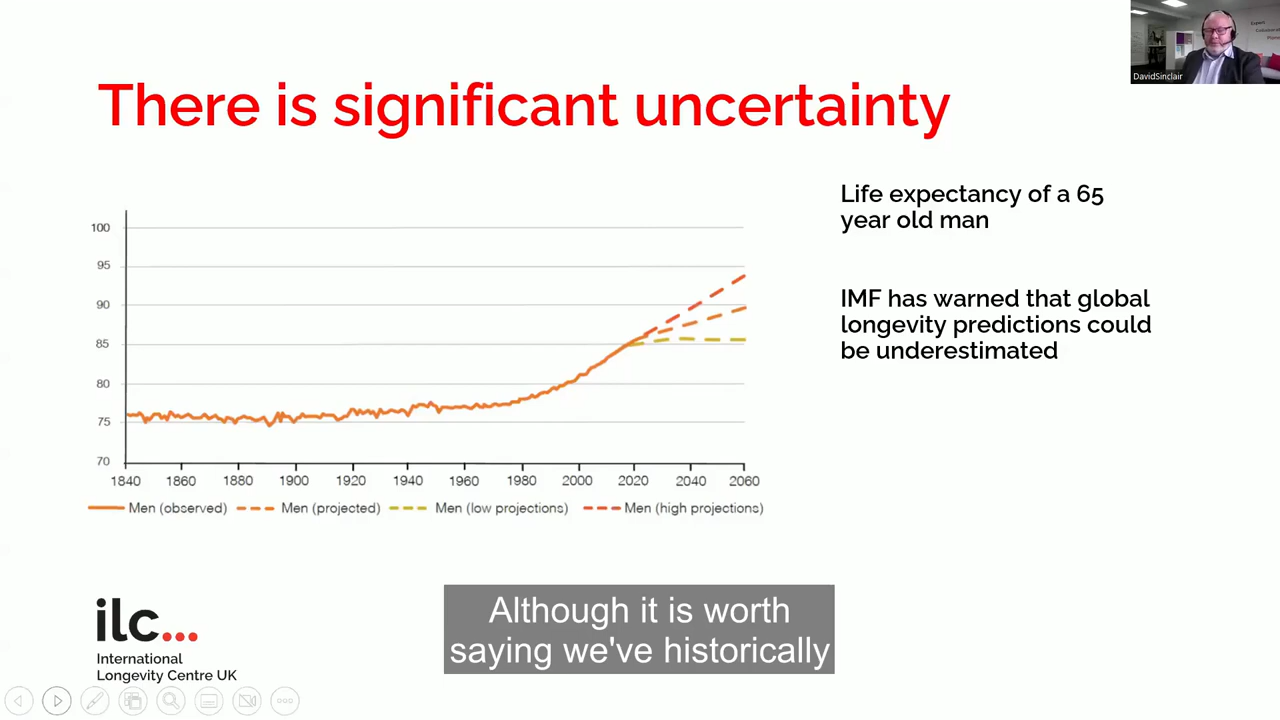 There is significant uncertainty
DavidSinclair
Life expectancy of a 65
year old man
IMF has warned that global
longevity predictions could
be underestimated
100
95
90
85
80
75
70
1840 1860 1880 1900 1920 1940 1960 1980 2000 2020 2040 2060
Men (observed) Men (projected) Men (low projections) Men (high projections)
ilc...
International
Longevity Centre UK
Although it is worth
saying we've historically